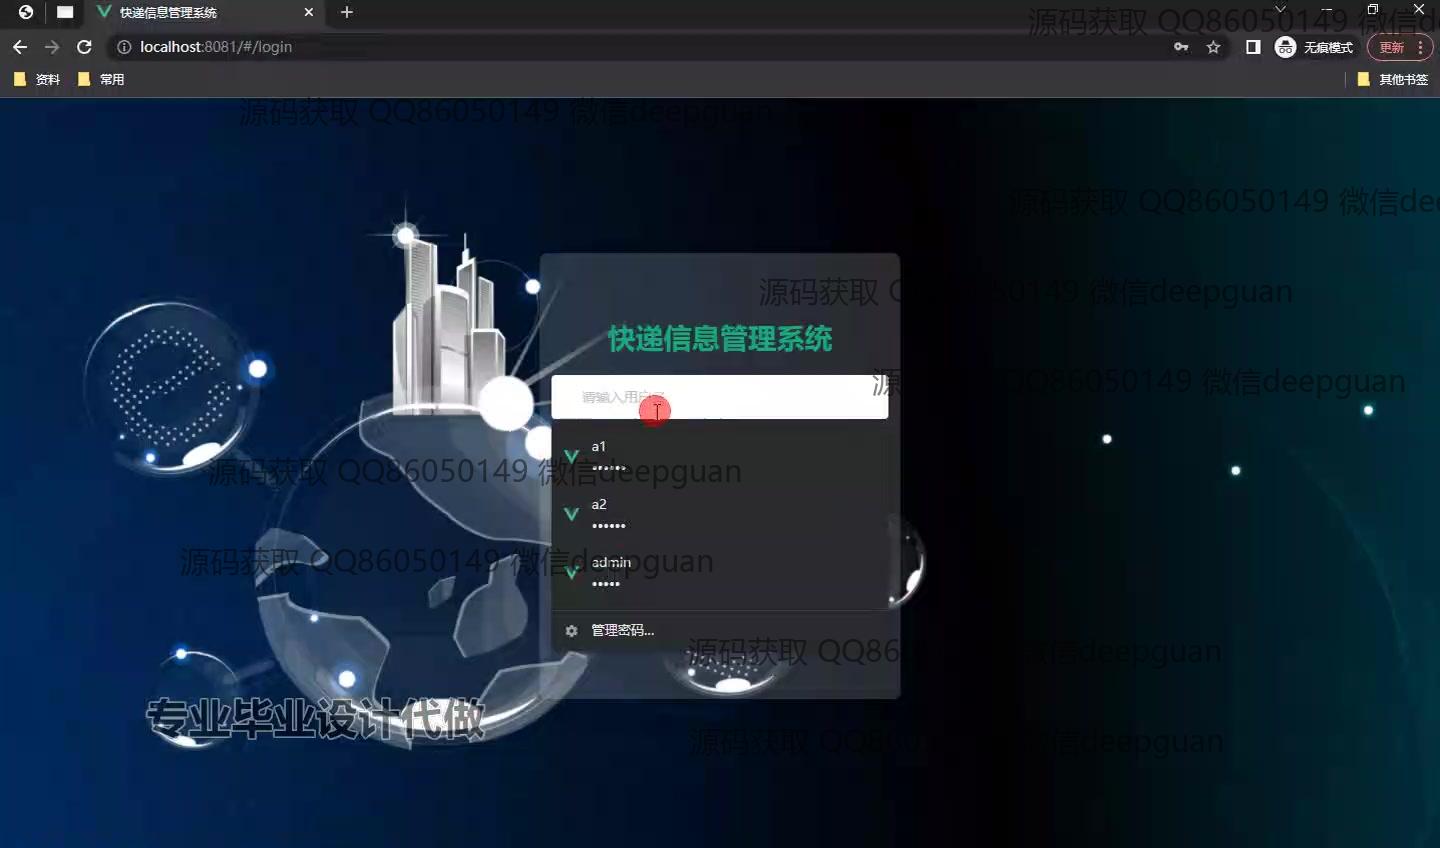 快递信息管理系统
源码获取 QQ86050149 微信de
localhost:8081/#/login
无痕模式
更新
资料
常用
其他书签
源码获取 QQ86050149 微信deepguan
源码获取 QQ86050149 微信dee
源码获取 Q 50149 微信deepguan
快递信息管理系统
源 QQ86050149 微信deepguan
请输入用户
a1
••••••
源码获取 QQ86050149 微信deepguan
a2
••••••
源码获取 QQ86050149 微信deepguan
admin
•••••
管理密码...
源码获取 QQ86 微信deepguan
专业毕业设计代做
源码获取 QQ860 微信deepguan